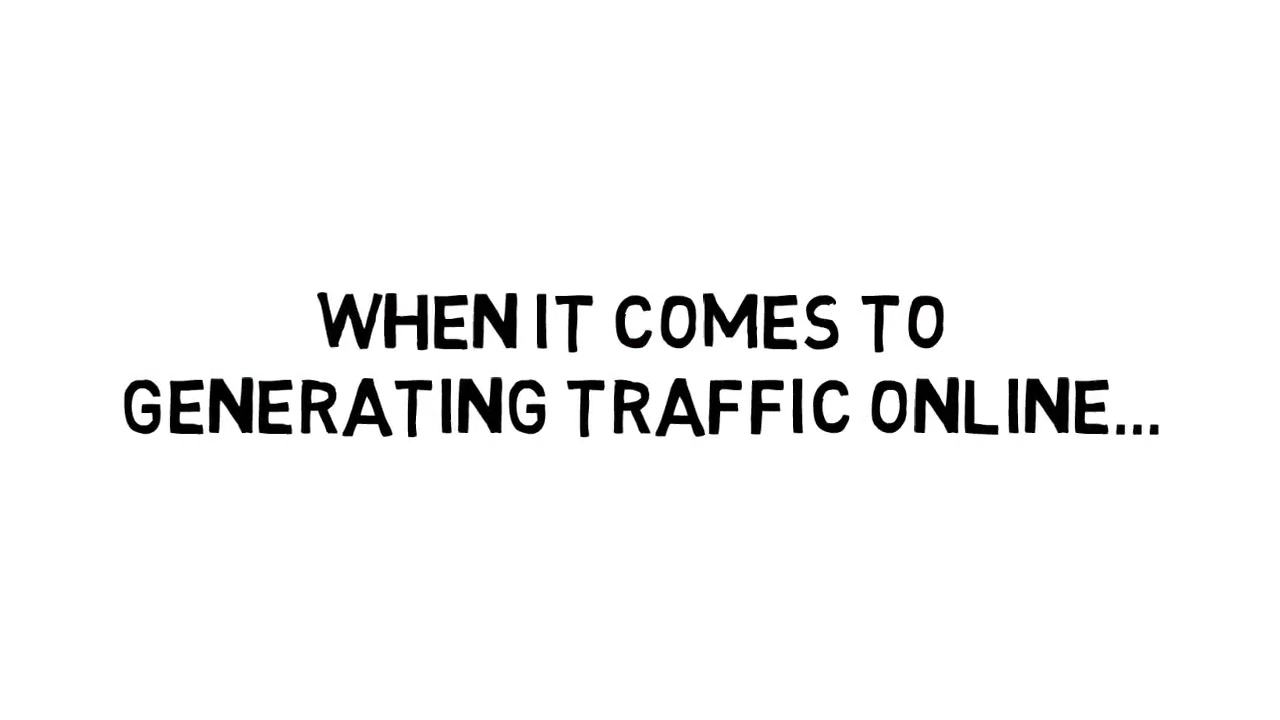 WHEN IT COMES TO
GENERATING TRAFFIC ONLINE...